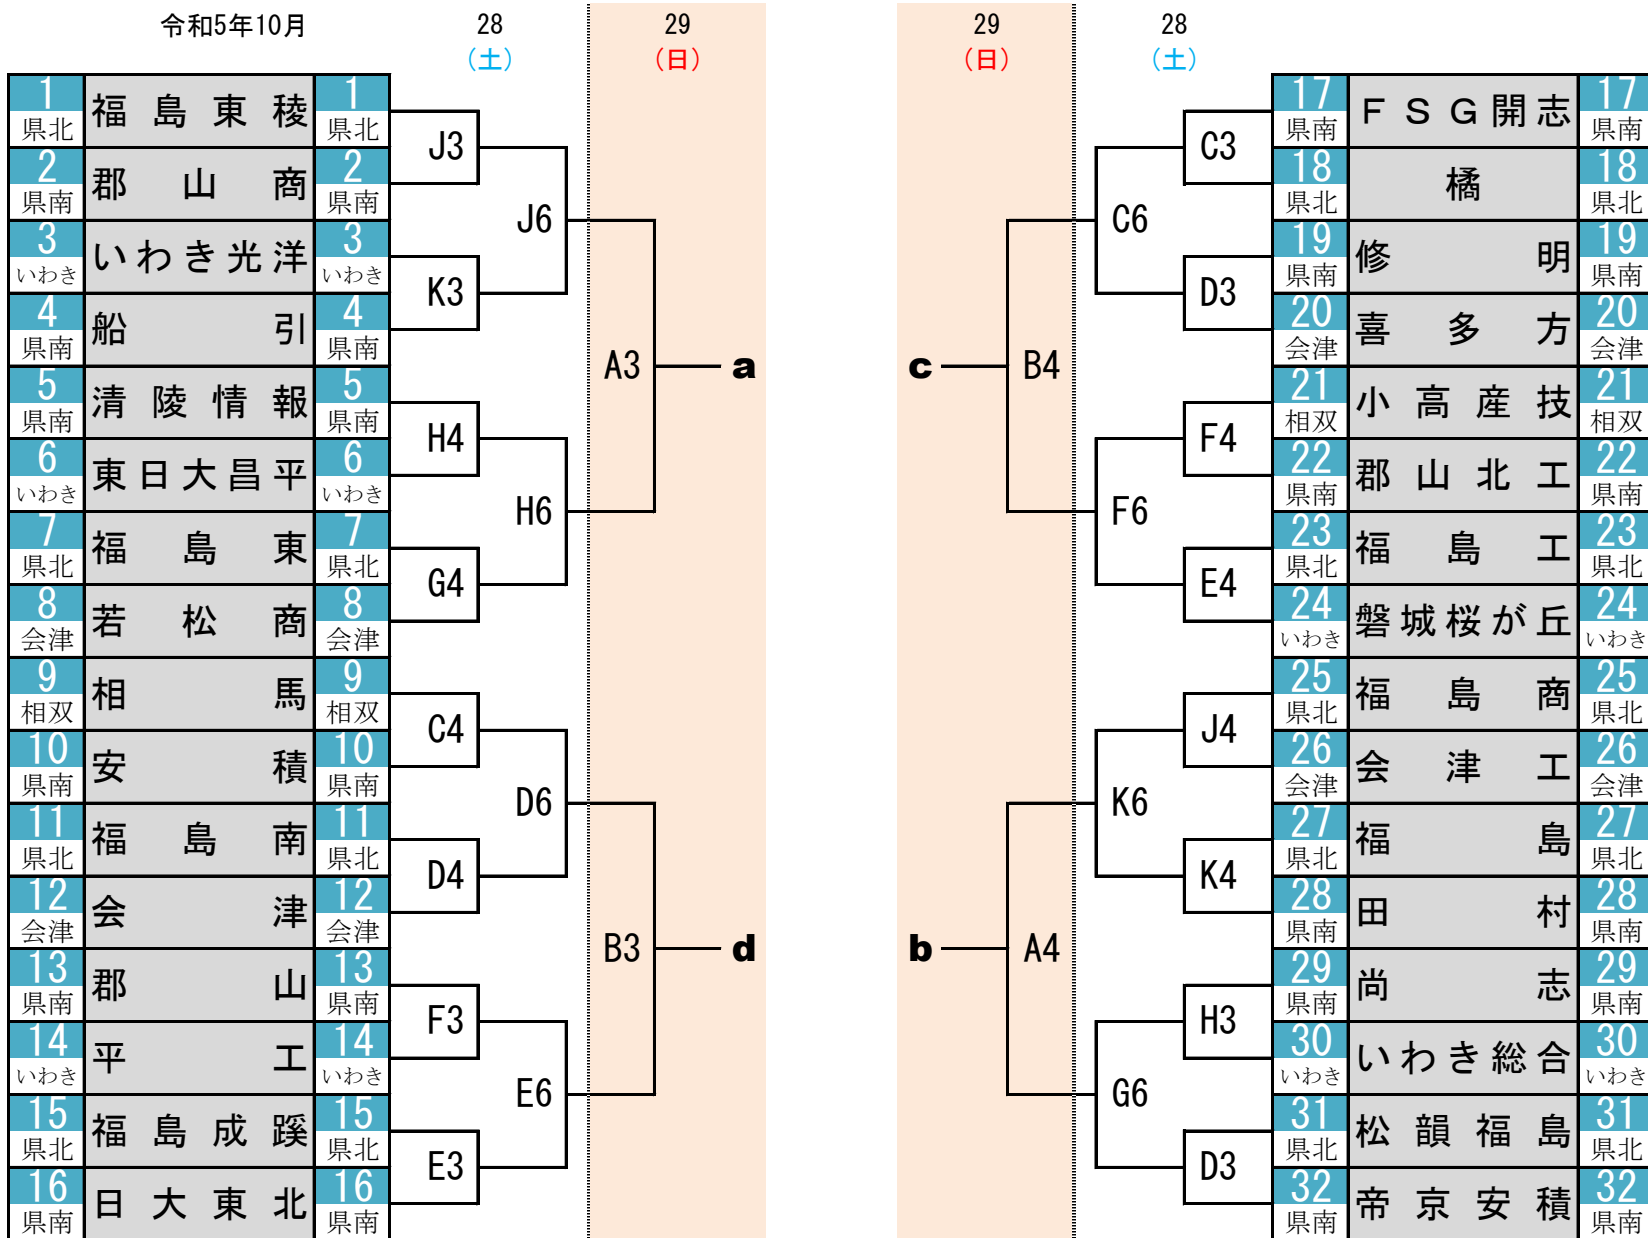 令和5年10月 28 29 29 28
(土) (日) (日) (土)
1 県北 福島東稜 1 県北
2 県南 郡山商 2 県南
3 いわき いわき光洋 3 いわき
4 県南 船引 4 県南
5 県南 清陵情報 5 県南
6 いわき 東日大昌平 6 いわき
7 県北 福島東 7 県北
8 会津 若松商 8 会津
9 相双 相馬 9 相双
10 県南 安積 10 県南
11 県北 福島南 11 県北
12 会津 会津 12 会津
13 県南 郡山 13 県南
14 いわき 平工 14 いわき
15 県北 福島成蹊 15 県北
16 県南 日大東北 16 県南
J3
K3
H4
G4
C4
D4
F3
E3
J6
H6
D6
E6
A3
B3
a
d
c
b
B4
A4
C6
F6
K6
G6
C3
D3
F4
E4
J4
K4
H3
D3
17 県南 FSG開志 17 県南
18 県北 橘 18 県北
19 県南 修明 19 県南
20 会津 喜多方 20 会津
21 相双 小高産技 21 相双
22 県南 郡山北工 22 県南
23 県北 福島工 23 県北
24 いわき 磐城桜が丘 24 いわき
25 県北 福島商 25 県北
26 会津 会津工 26 会津
27 県北 福島 27 県北
28 県南 田村 28 県南
29 県南 尚志 29 県南
30 いわき いわき総合 30 いわき
31 県北 松韻福島 31 県北
32 県南 帝京安積 32 県南